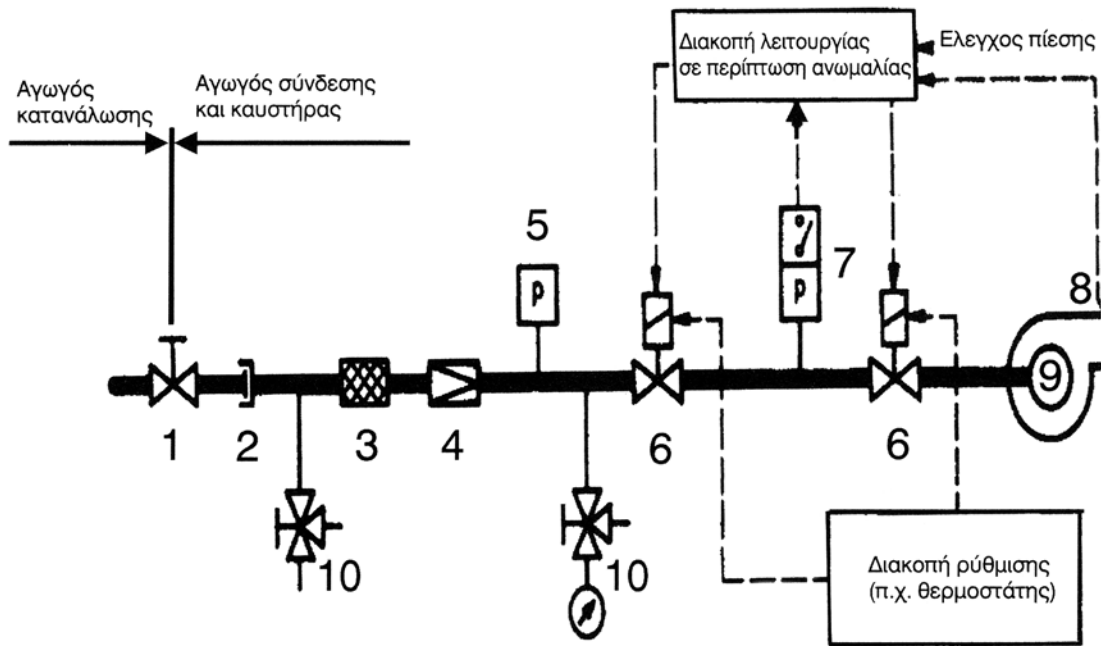 Διακοπή λειτουργίας
σε περίπτωση ανωμαλίας
Ελεγχος πίεσης
Αγωγός
κατανάλωσης
Αγωγός σύνδεσης
και καυστήρας
5
p
7
p
8
9
1
2
3
4
6
6
10
10
Διακοπή ρύθμισης
(π.χ. θερμοστάτης)